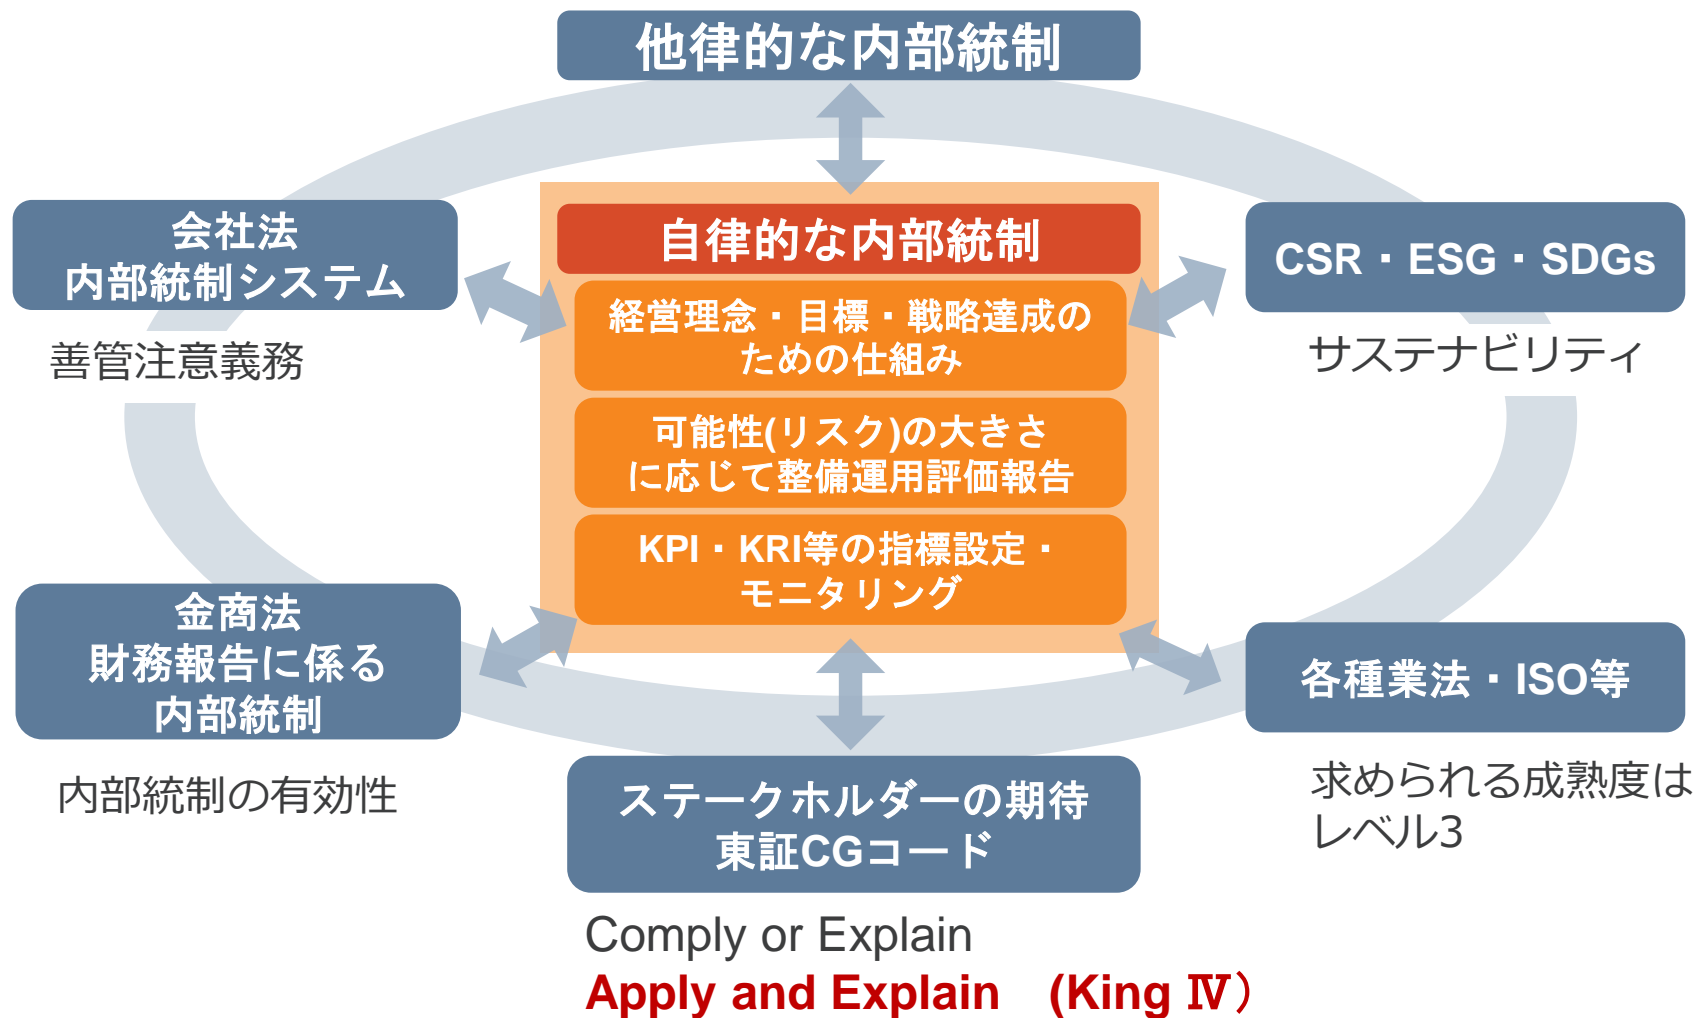 他律的な内部統制
会社法
内部統制システム
善管注意義務
自律的な内部統制
経営理念・目標・戦略達成の
ための仕組み
可能性(リスク)の大きさ
に応じて整備運用評価報告
KPI・KRI等の指標設定・
モニタリング
CSR・ESG・SDGs
サステナビリティ
金商法
財務報告に係る
内部統制
内部統制の有効性
ステークホルダーの期待
東証CGコード
Comply or Explain
Apply and Explain (King Ⅳ）
各種業法・ISO等
求められる成熟度は
レベル3